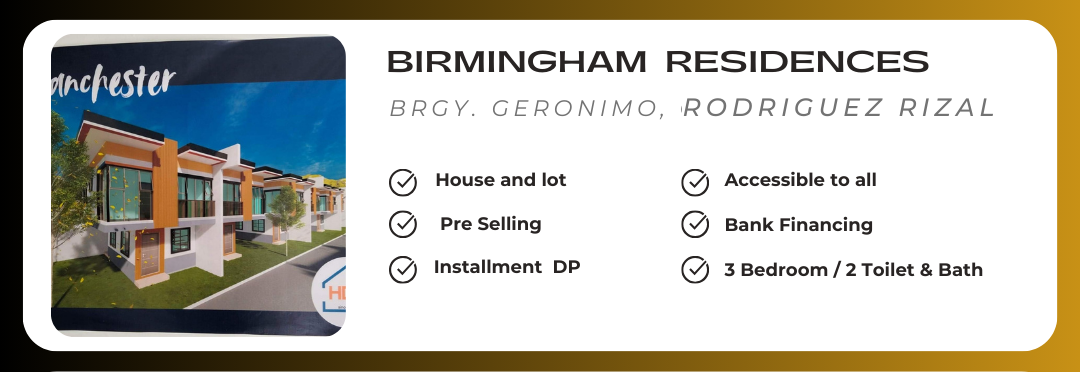 anchester
BIRMINGHAM RESIDENCES
BRGY. GERONIMO, RODRIGUEZ RIZAL
House and lot
Accessible to all
Pre Selling
Bank Financing
Installment DP
3 Bedroom / 2 Toilet & Bath